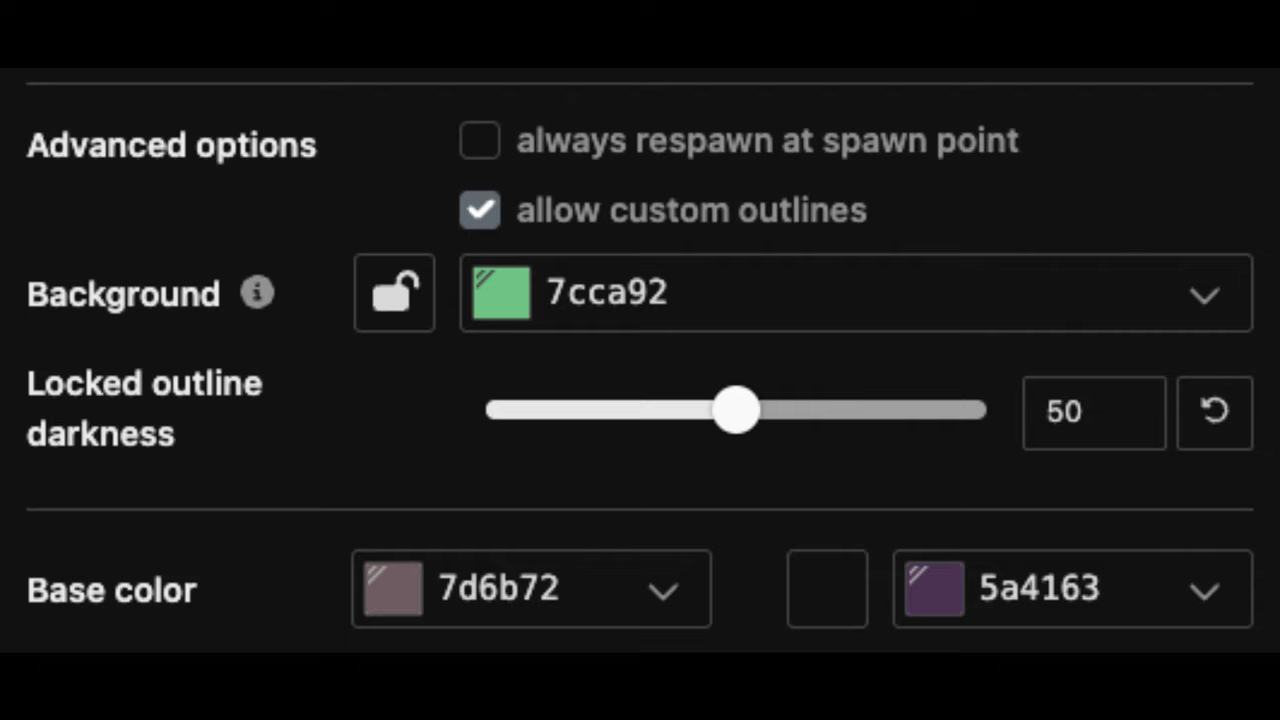 Advanced options
always respawn at spawn point
allow custom outlines
Background
7cca92
Locked outline
darkness
50
Base color
7d6b72
5a4163